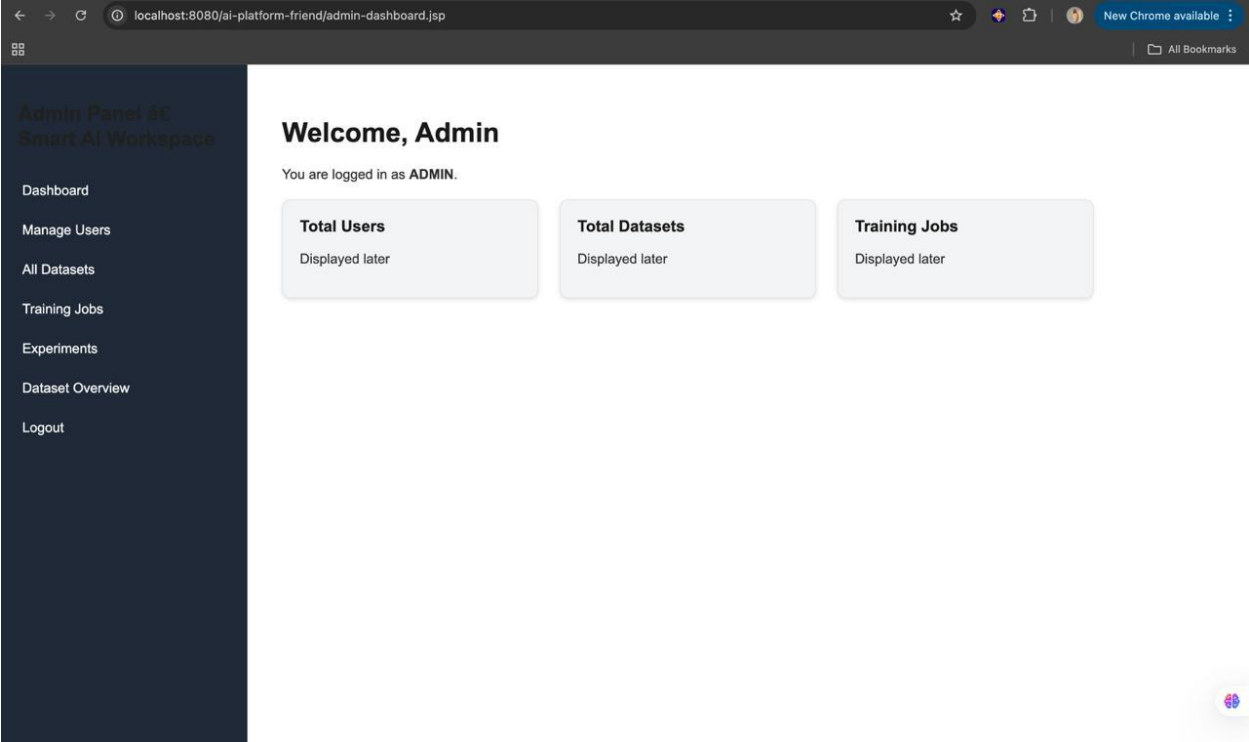 localhost:8080/ai-platform-friend/admin-dashboard.jsp
New Chrome available
All Bookmarks
Admin Panel â€
Smart AI Workspace
Dashboard
Manage Users
All Datasets
Training Jobs
Experiments
Dataset Overview
Logout
Welcome, Admin
You are logged in as ADMIN.
Total Users
Displayed later
Total Datasets
Displayed later
Training Jobs
Displayed later